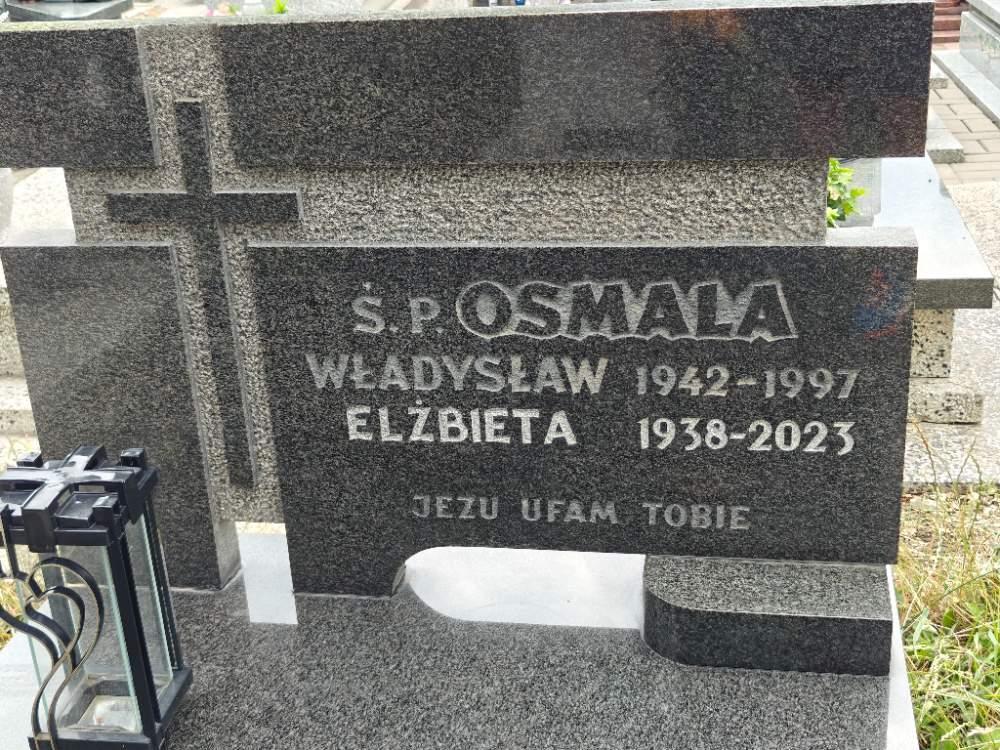 Ś.P. OSMALA
WŁADYSŁAW 1942-1997
ELŻBIETA 1938-2023
JEZU UFAM TOBIE